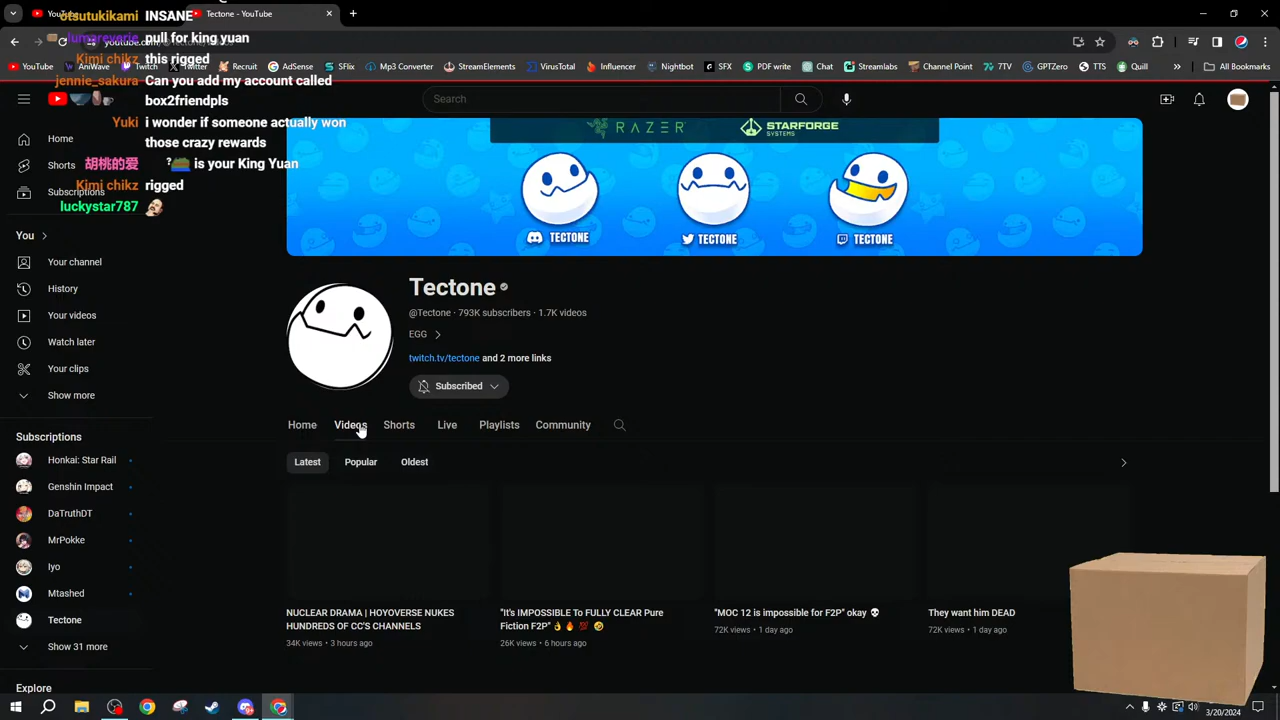 YouTube
Tectone - YouTube
otsutukikami INSANE
lumareverie pull for king yuan
Kimi chikz this rigged
jennie_sakura Can you add my account called
box2friendpls
Yuki i wonder if someone actually won
those crazy rewards
胡桃的爱 ? is your King Yuan
Kimi chikz rigged
luckystar787
YouTube AniWave Twitch Twitter Recruit AdSense SFlix Mp3 Converter StreamElements VirusTotal Influencer Nightbot SFX PDF write Streamlabs Channel Point 7TV GPTZero TTS Quill All Bookmarks
Search
Home
Shorts
Subscriptions
You
Your channel
History
Your videos
Watch later
Your clips
Show more
Subscriptions
Honkai: Star Rail
Genshin Impact
DaTruthDT
MrPokke
Iyo
Mtashed
Tectone
Show 31 more
Explore
RAZER STARFORGE
SYSTEMS
TECTONE TECTONE TECTONE
Tectone
@Tectone · 793K subscribers · 1.7K videos
EGG
twitch.tv/tectone and 2 more links
Subscribed
Home Videos Shorts Live Playlists Community
Latest Popular Oldest
NUCLEAR DRAMA | HOYOVERSE NUKES
HUNDREDS OF CC'S CHANNELS
34K views • 3 hours ago
"It's IMPOSSIBLE To FULLY CLEAR Pure
Fiction F2P" 👌🔥💯🤣
26K views • 6 hours ago
"MOC 12 is impossible for F2P" okay 💀
72K views • 1 day ago
They want him DEAD
72K views • 1 day ago
3/20/2024